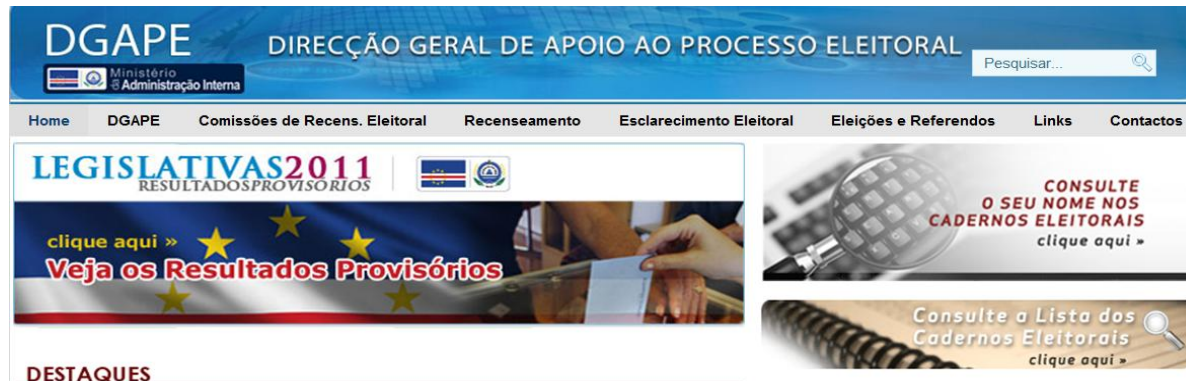 DGAPE
DIRECÇÃO GERAL DE APOIO AO PROCESSO ELEITORAL
Ministério
da Administração Interna
Pesquisar...
Home DGAPE Comissões de Recens. Eleitoral Recenseamento Esclarecimento Eleitoral Eleições e Referendos Links Contactos
LEGISLATIVAS2011
RESULTADOSPROVISÓRIOS
clique aqui »
Veja os Resultados Provisórios
CONSULTE
O SEU NOME NOS
CADERNOS ELEITORAIS
clique aqui »
Consulte a Lista dos
Cadernos Eleitorais
clique aqui »
DESTAQUES